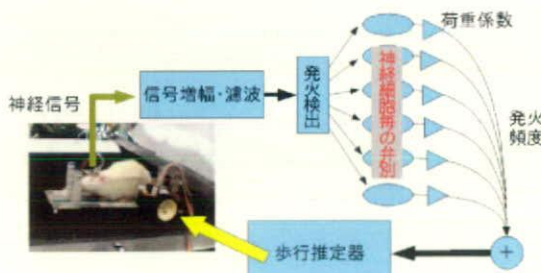 荷重係数
神経信号
信号増幅・濾波
発火検出
神経細胞毎の弁別
発火
頻度
歩行推定器
+